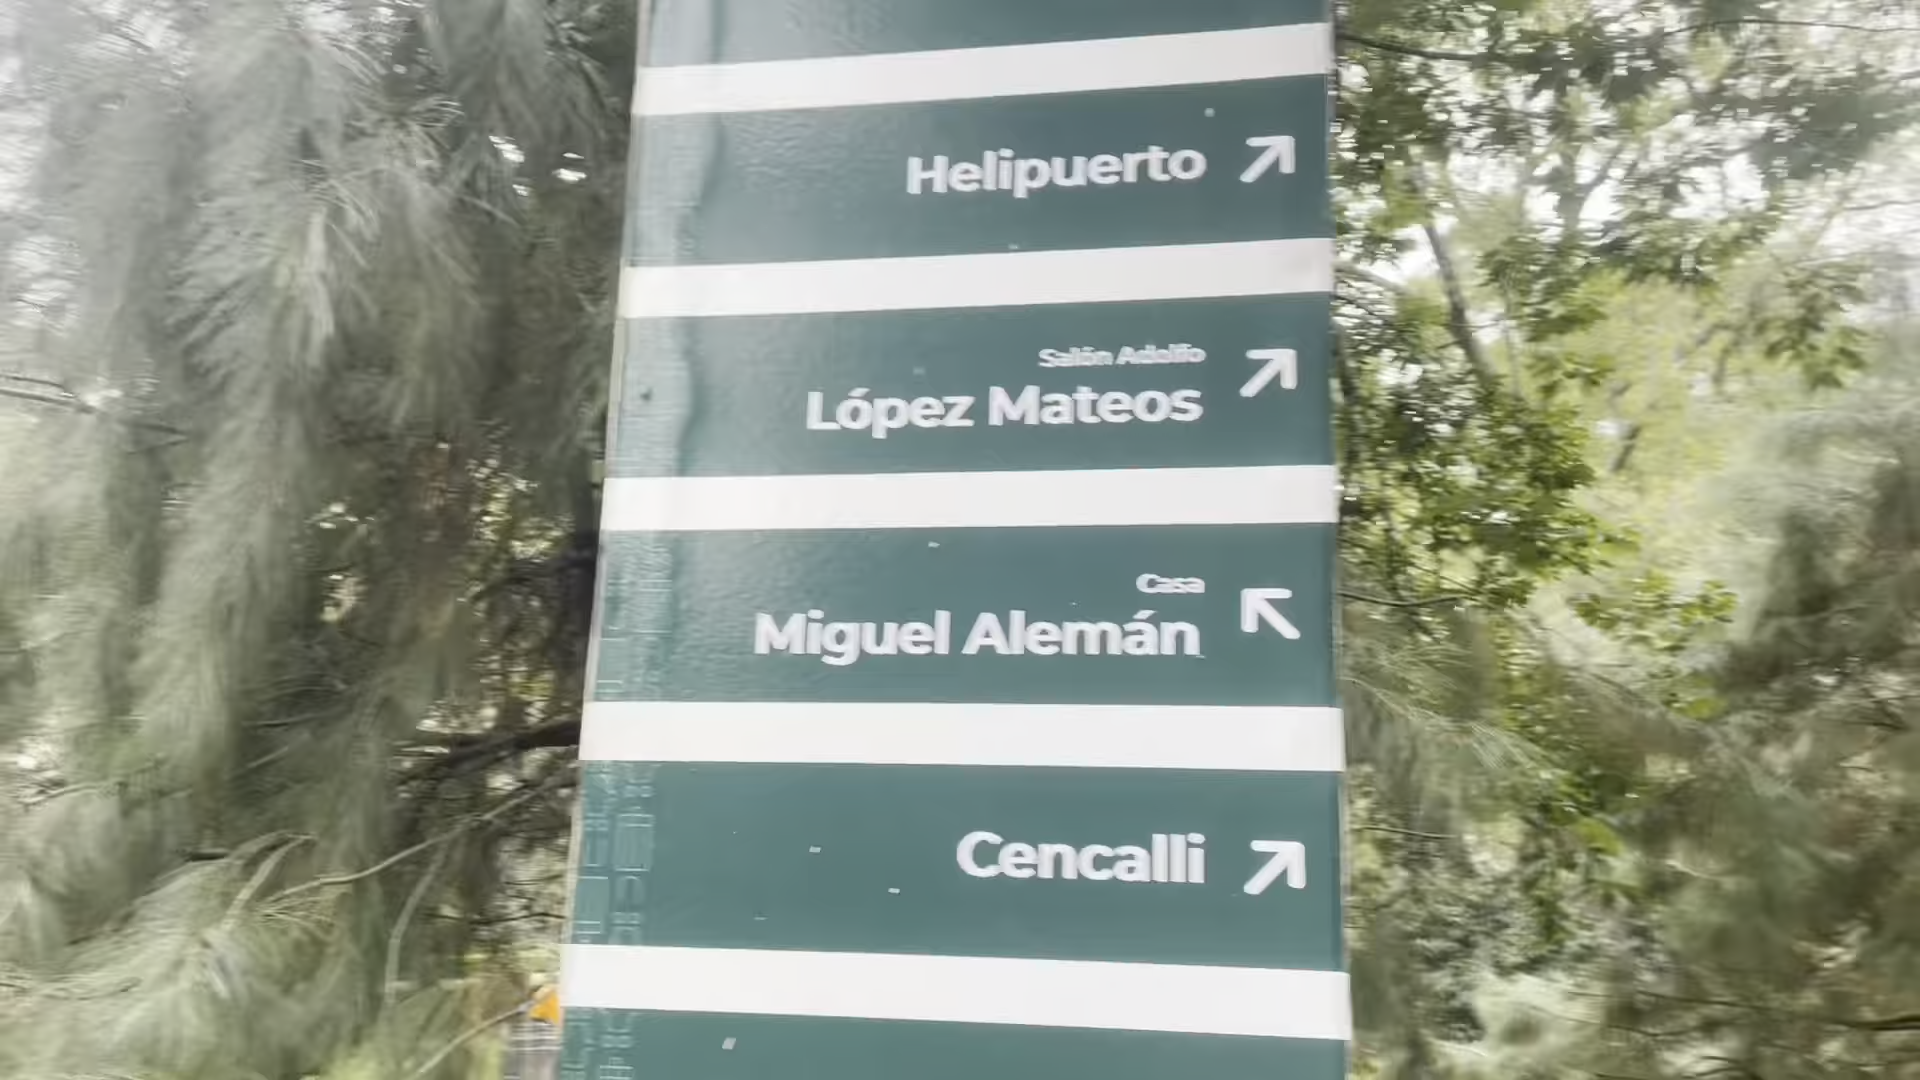 Helipuerto
Salón Adolfo
López Mateos
Casa
Miguel Alemán
Cencalli